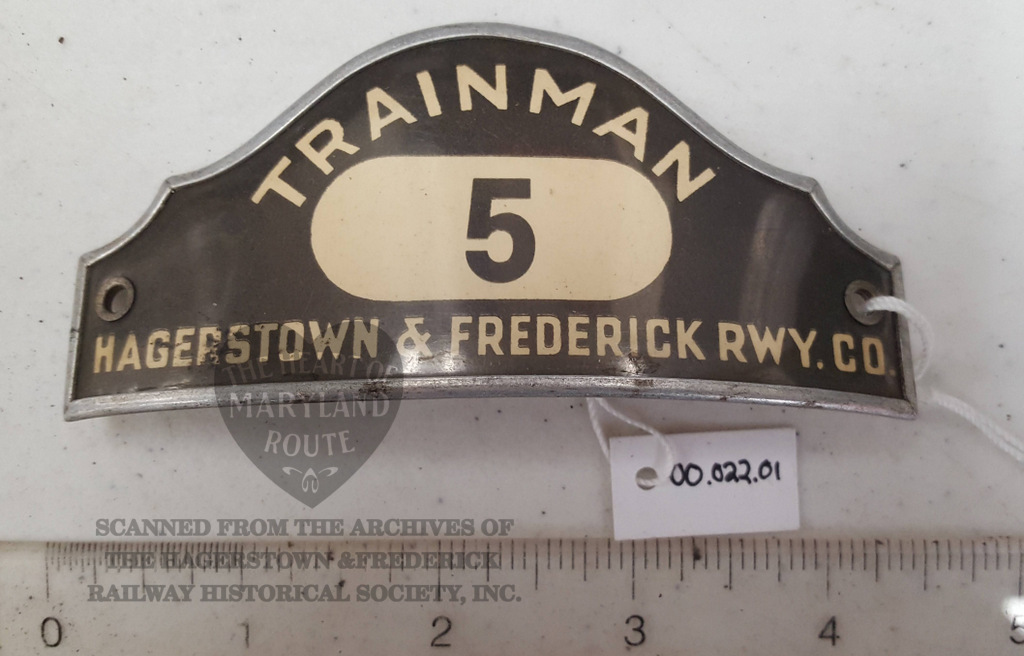 TRAINMAN
5
HAGERSTOWN & FREDERICK RWY. CO.
THE HEART OF
MARYLAND
ROUTE
00.022.01
SCANNED FROM THE ARCHIVES OF
THE HAGERSTOWN &FREDERICK
RAILWAY HISTORICAL SOCIETY, INC.
0 1 2 3 4 5